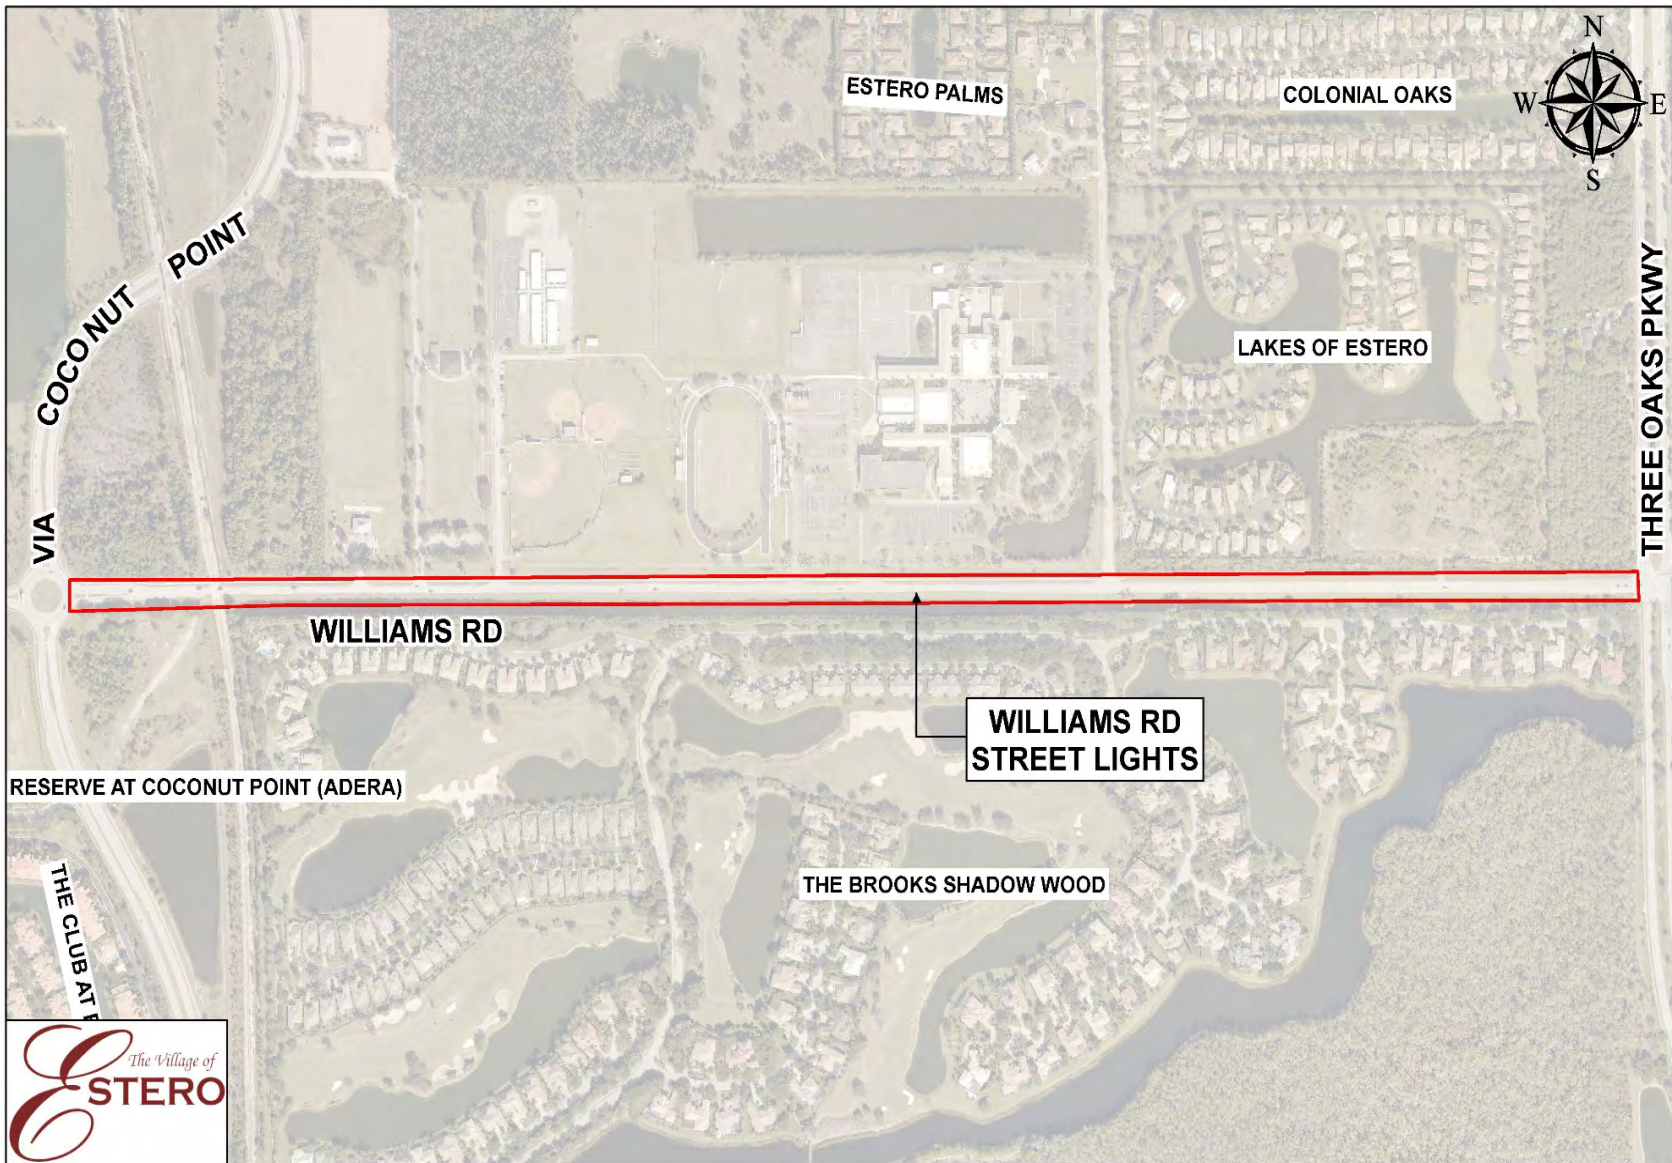 N
W E
S
ESTERO PALMS
COLONIAL OAKS
VIA COCONUT POINT
LAKES OF ESTERO
THREE OAKS PKWY
WILLIAMS RD
WILLIAMS RD
STREET LIGHTS
RESERVE AT COCONUT POINT (ADERA)
THE BROOKS SHADOW WOOD
THE CLUB AT
The Village of
ESTERO